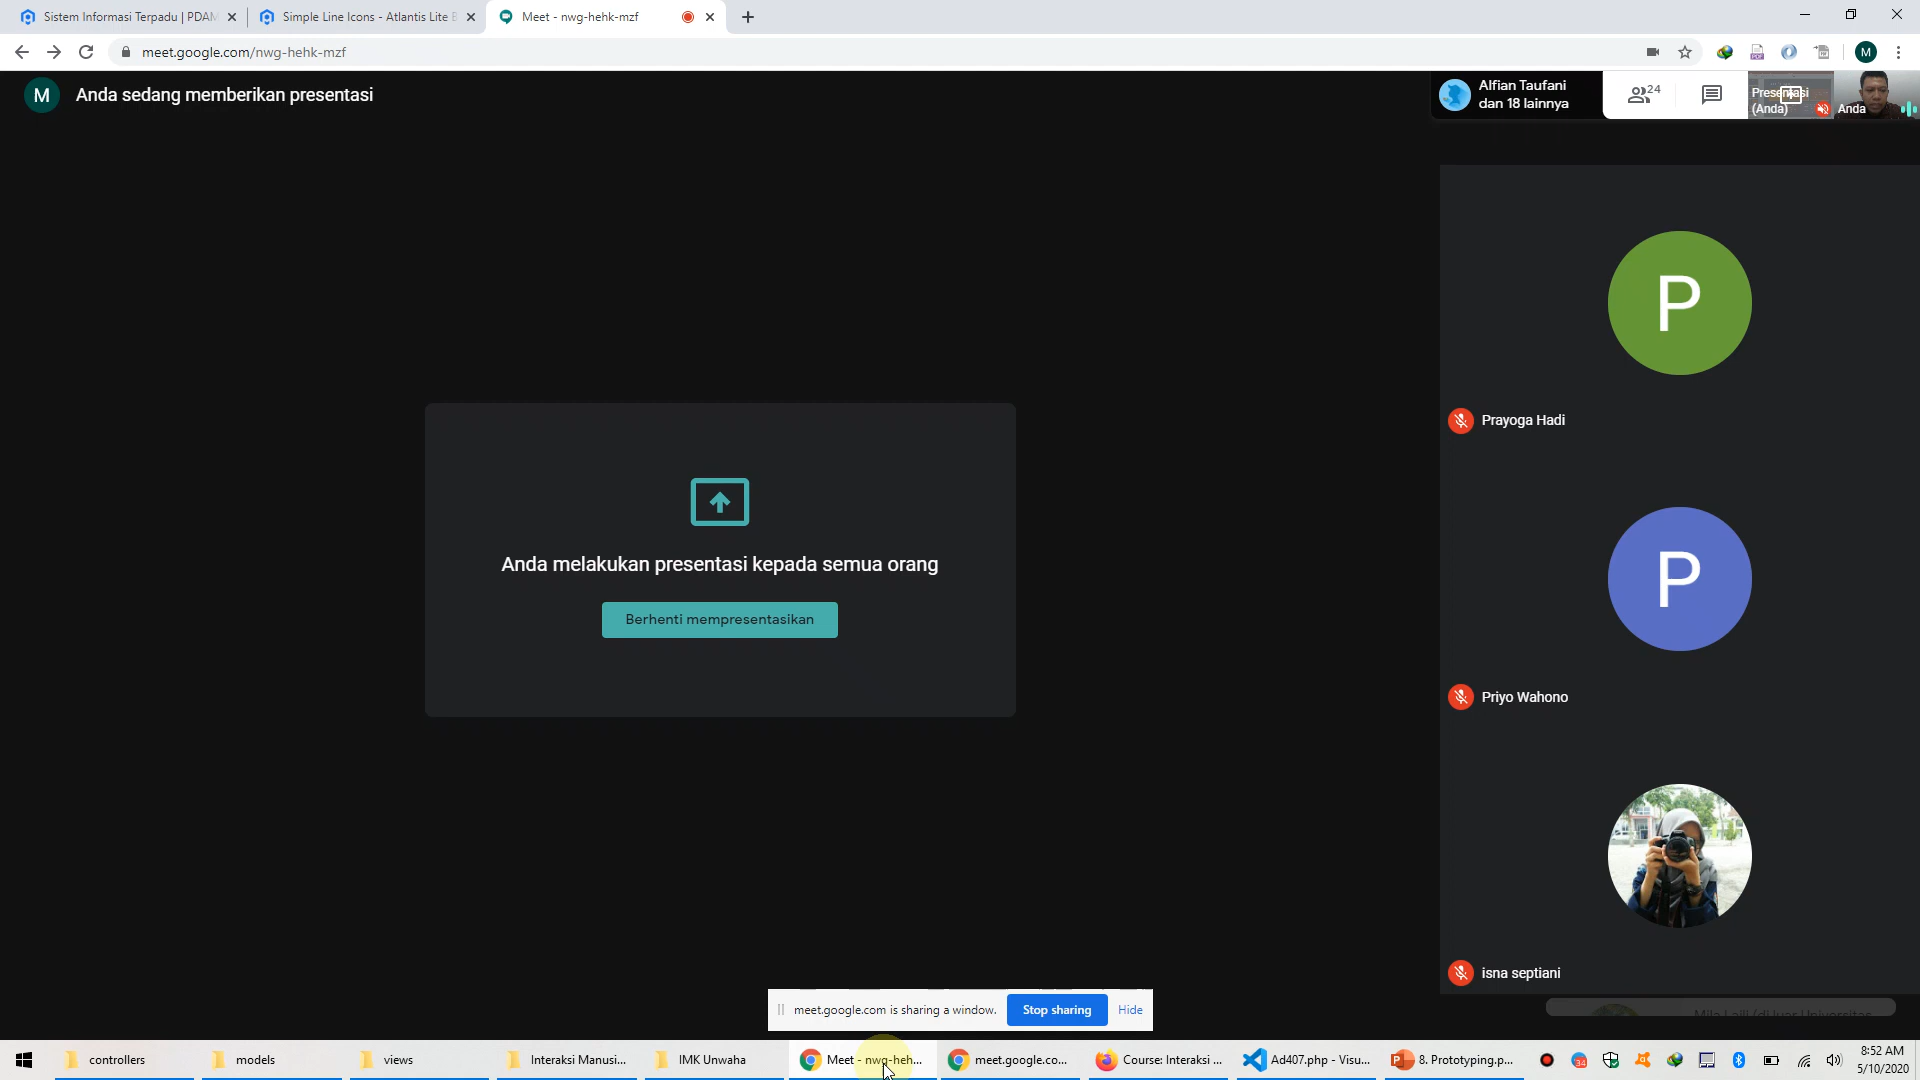 Sistem Informasi Terpadu | PDAM
Simple Line Icons - Atlantis Lite B
Meet - nwg-hehk-mzf
meet.google.com/nwg-hehk-mzf
M
M
Anda sedang memberikan presentasi
Alfian Taufani
dan 18 lainnya
24
Presentasi
(Anda)
Anda
P
Prayoga Hadi
Anda melakukan presentasi kepada semua orang
Berhenti mempresentasikan
P
Priyo Wahono
isna septiani
meet.google.com is sharing a window.
Stop sharing
Hide
controllers
models
views
Interaksi Manusi...
IMK Unwaha
Meet - nwg-heh...
meet.google.co...
Course: Interaksi ...
Ad407.php - Visu...
8. Prototyping.p...
34
8:52 AM
5/10/2020